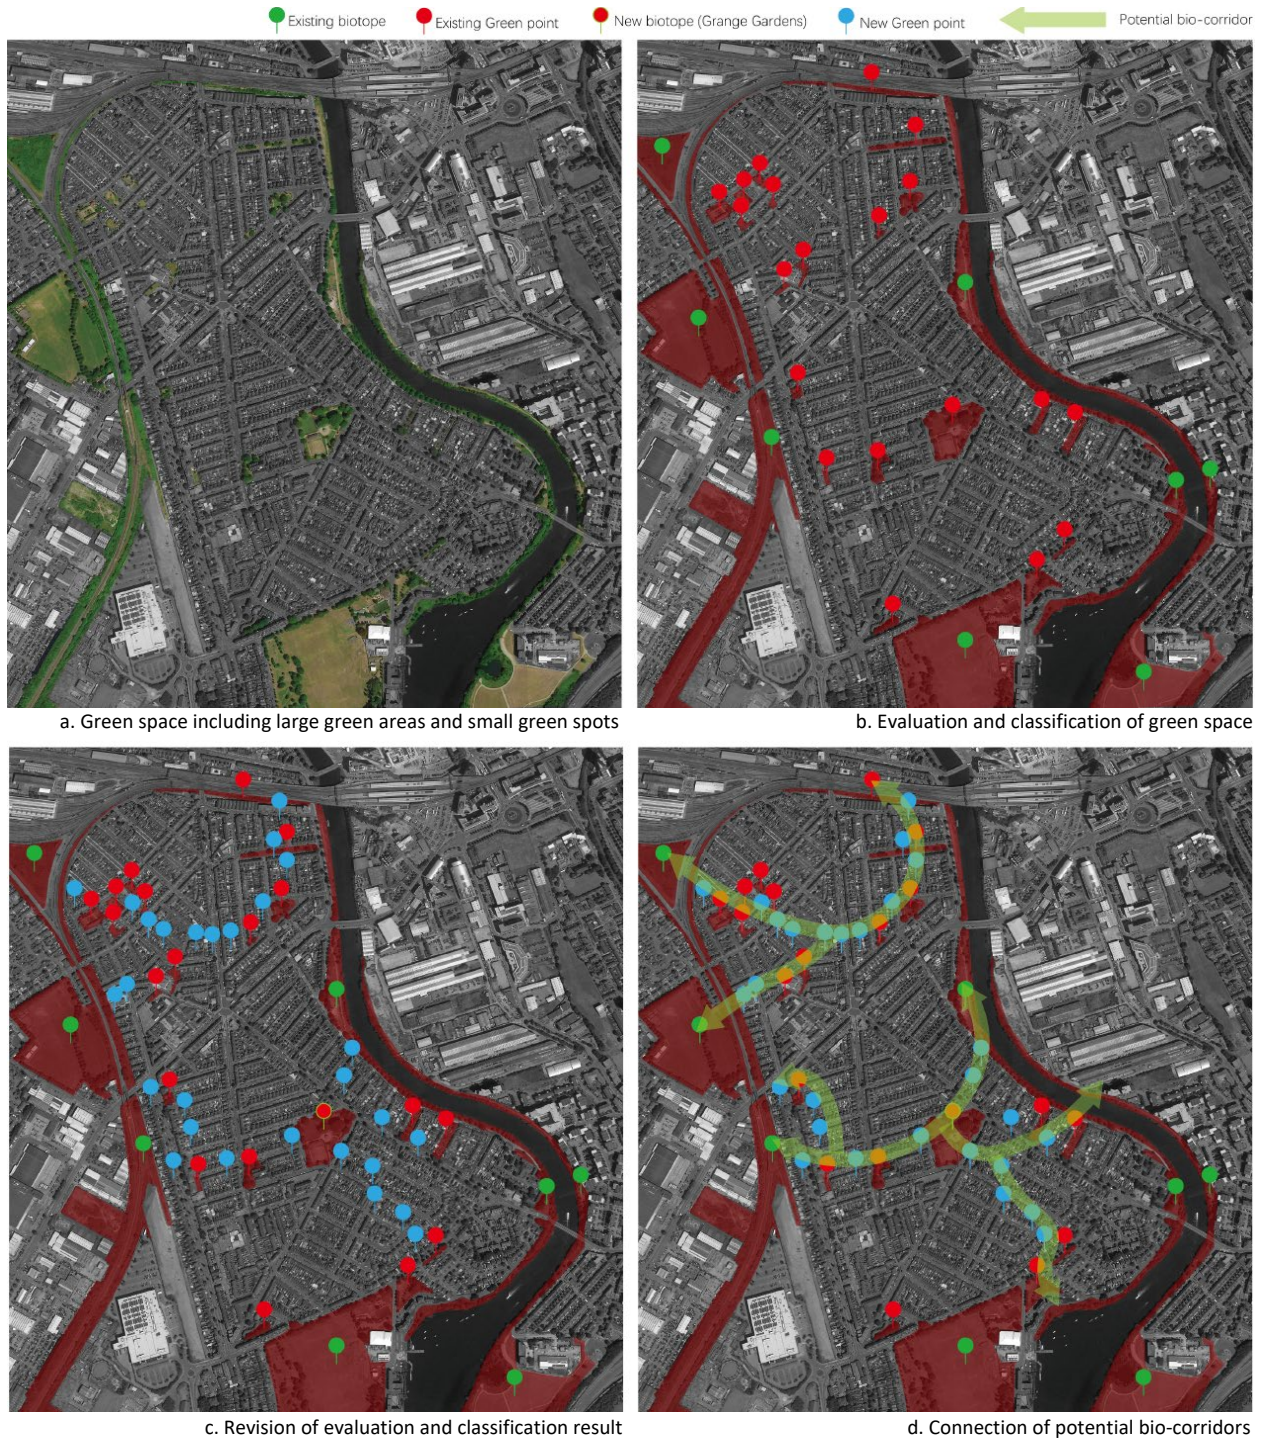 Existing biotope
Existing Green point
New biotope (Grange Gardens)
New Green point
Potential bio-corridor
a. Green space including large green areas and small green spots
b. Evaluation and classification of green space
c. Revision of evaluation and classification result
d. Connection of potential bio-corridors